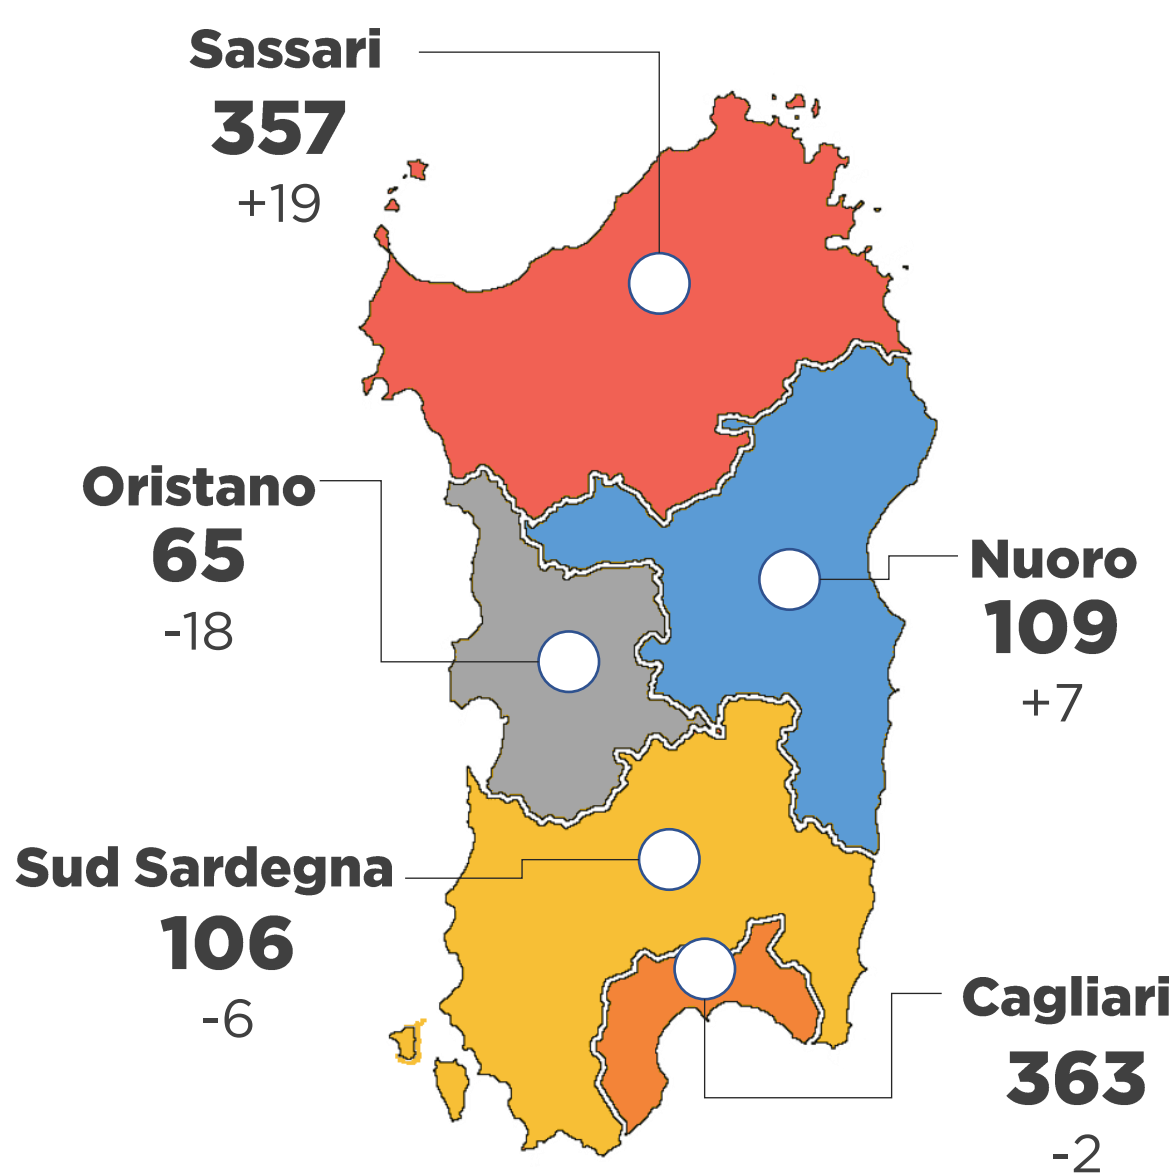 Sassari
357
+19
Oristano
65
-18
Nuoro
109
+7
Sud Sardegna
106
-6
Cagliari
363
-2